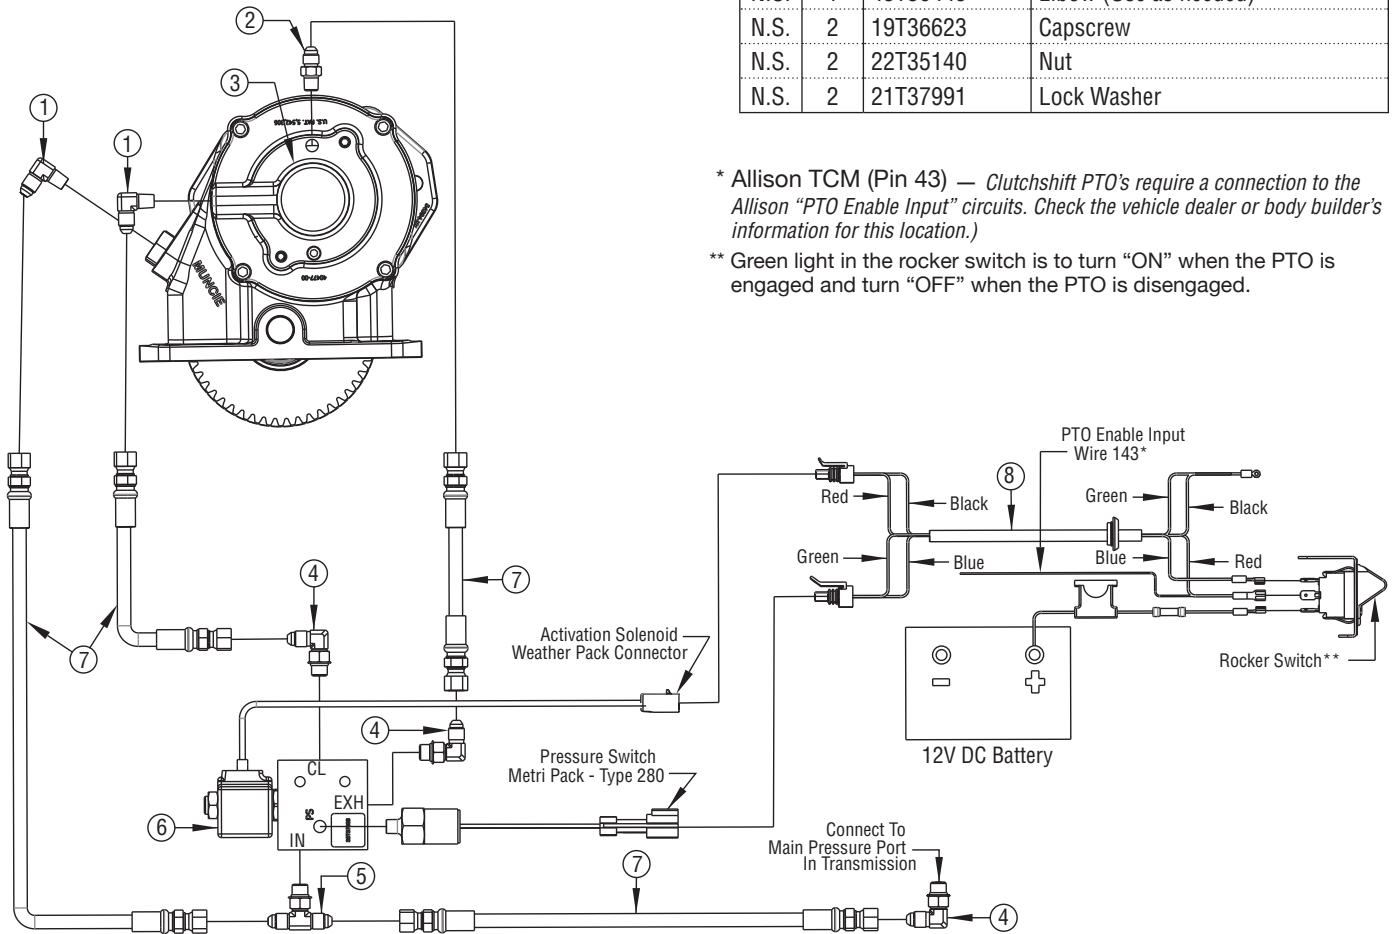 N.S. 2 19T36623 Capscrew
N.S. 2 22T35140 Nut
N.S. 2 21T37991 Lock Washer
* Allison TCM (Pin 43) — Clutchshift PTO's require a connection to the
Allison “PTO Enable Input” circuits. Check the vehicle dealer or body builder's
information for this location.)
** Green light in the rocker switch is to turn “ON” when the PTO is
engaged and turn “OFF” when the PTO is disengaged.
2
3
1
1
U.S. PAT. 9,542,005
MUNCIE
PTO Enable Input
Wire 143*
8
Red
Black
Green
Black
Green
Blue
Blue
Red
7
4
7
Activation Solenoid
Weather Pack Connector
Rocker Switch**
4
12V DC Battery
Pressure Switch
Metri Pack - Type 280
CL
EXH
PS
IN
6
5
7
Connect To
Main Pressure Port
In Transmission
4